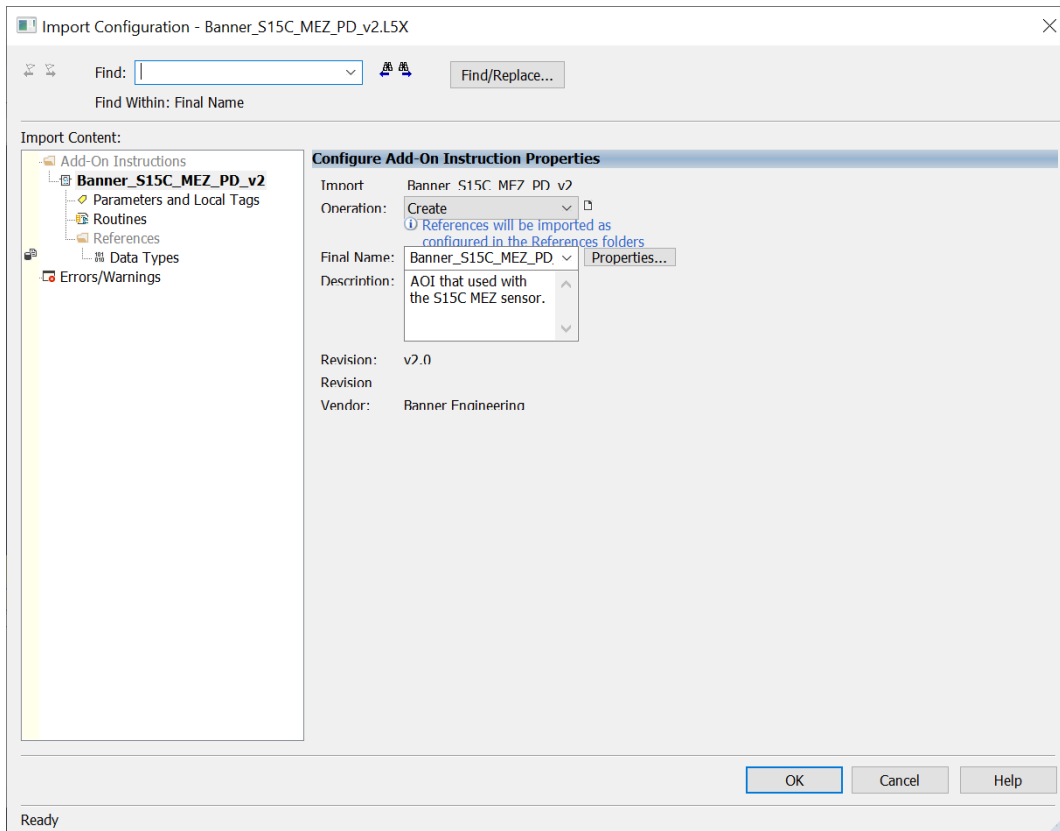 Import Configuration - Banner_S15C_MEZ_PD_v2.L5X
Find:
Find/Replace...
Find Within: Final Name
Import Content:
Add-On Instructions
Banner_S15C_MEZ_PD_v2
Parameters and Local Tags
Routines
References
Data Types
Errors/Warnings
Configure Add-On Instruction Properties
Import Banner_S15C_MEZ_PD_v2
Operation: Create
References will be imported as
configured in the References folders
Final Name: Banner_S15C_MEZ_PD_ Properties...
Description: AOI that used with
the S15C MEZ sensor.
Revision: v2.0
Revision
Vendor: Banner Engineering
OK Cancel Help
Ready